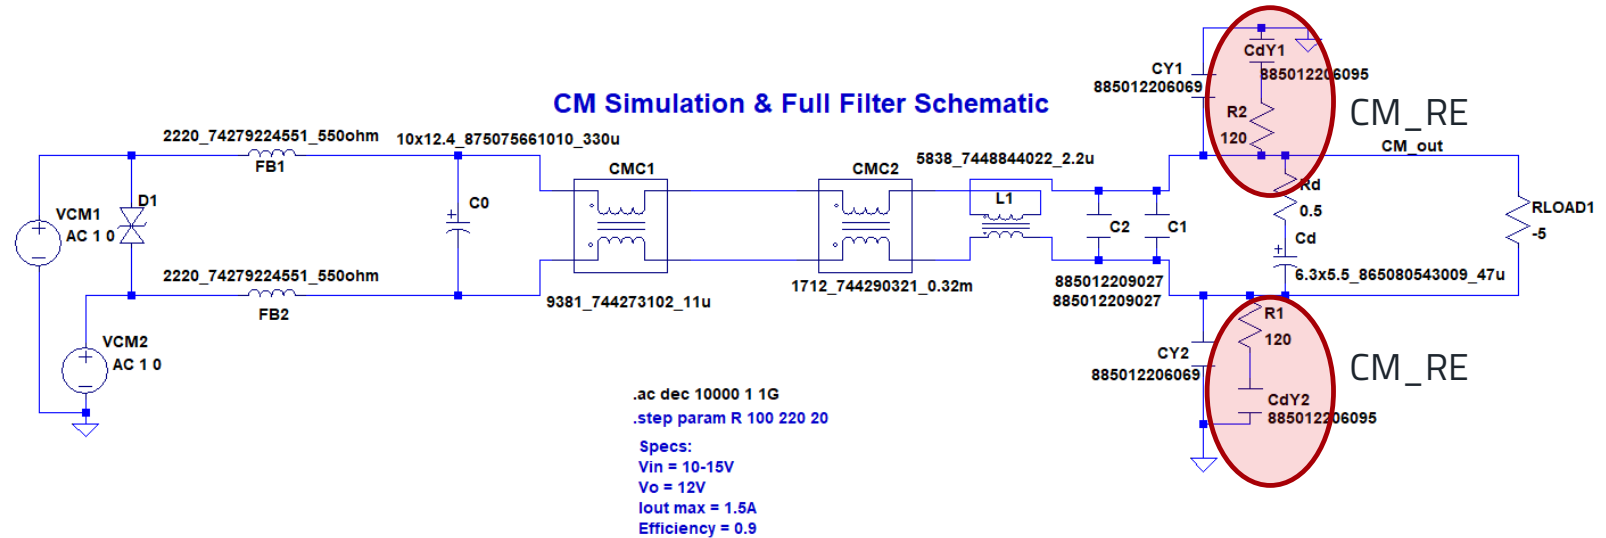 CM Simulation & Full Filter Schematic
2220_74279224551_550ohm
FB1
10x12.4_875075661010_330u
CMC1
CMC2
5838_7448844022_2.2u
L1
CdY1
885012206095
CY1
885012206069
R2
120
CM_RE
CM_out
VCM1
AC 1 0
D1
C0
C2
C1
Rd
0.5
RLOAD1
-5
Cd
6.3x5.5_865080543009_47u
2220_74279224551_550ohm
FB2
9381_744273102_11u
1712_744290321_0.32m
885012209027
885012209027
VCM2
AC 1 0
R1
120
CY2
885012206069
CM_RE
CdY2
885012206095
.ac dec 10000 1 1G
.step param R 100 220 20
Specs:
Vin = 10-15V
Vo = 12V
Iout max = 1.5A
Efficiency = 0.9